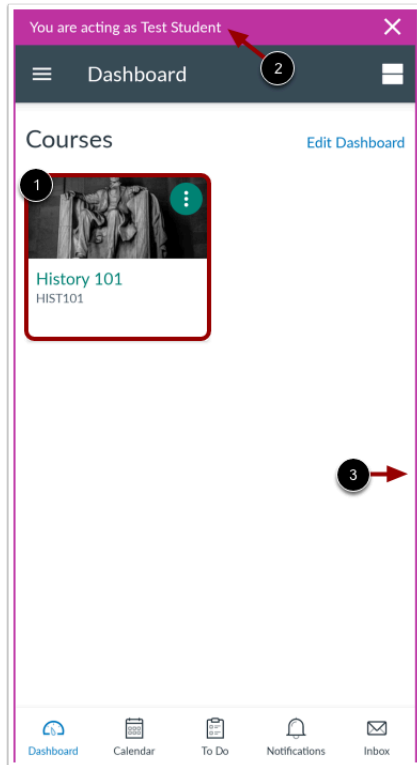 You are acting as Test Student
2
Dashboard
Courses
Edit Dashboard
1
History 101
HIST101
3
Dashboard
Calendar
To Do
Notifications
Inbox